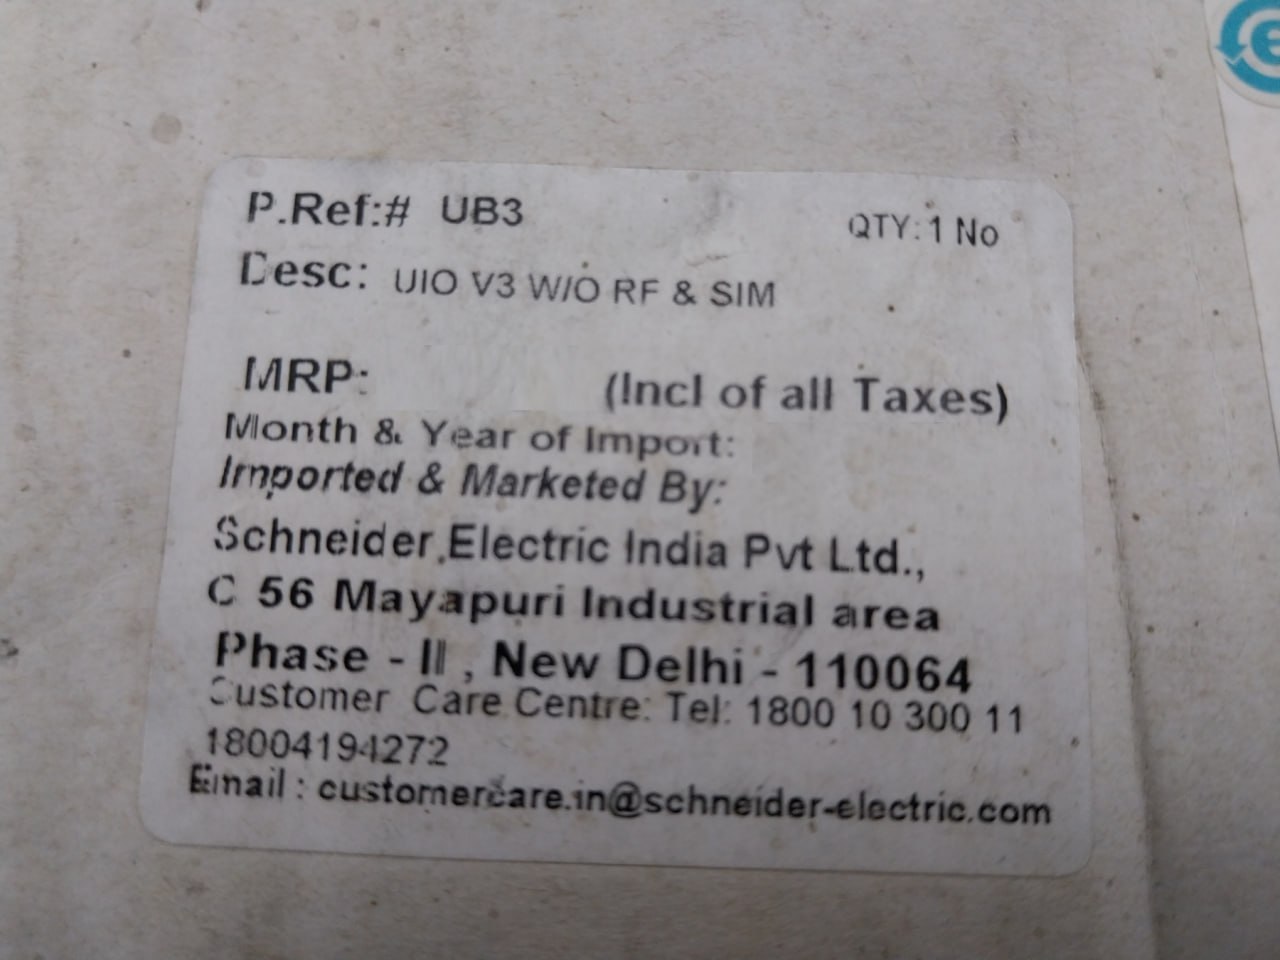 P.Ref:# UB3 QTY: 1 No
Desc: UIO V3 W/O RF & SIM
MRP: (Incl of all Taxes)
Month & Year of Import:
Imported & Marketed By:
Schneider Electric India Pvt Ltd.,
C 56 Mayapuri Industrial area
Phase - II , New Delhi - 110064
Customer Care Centre: Tel: 1800 10 300 11
18004194272
Email : customercare.in@schneider-electric.com